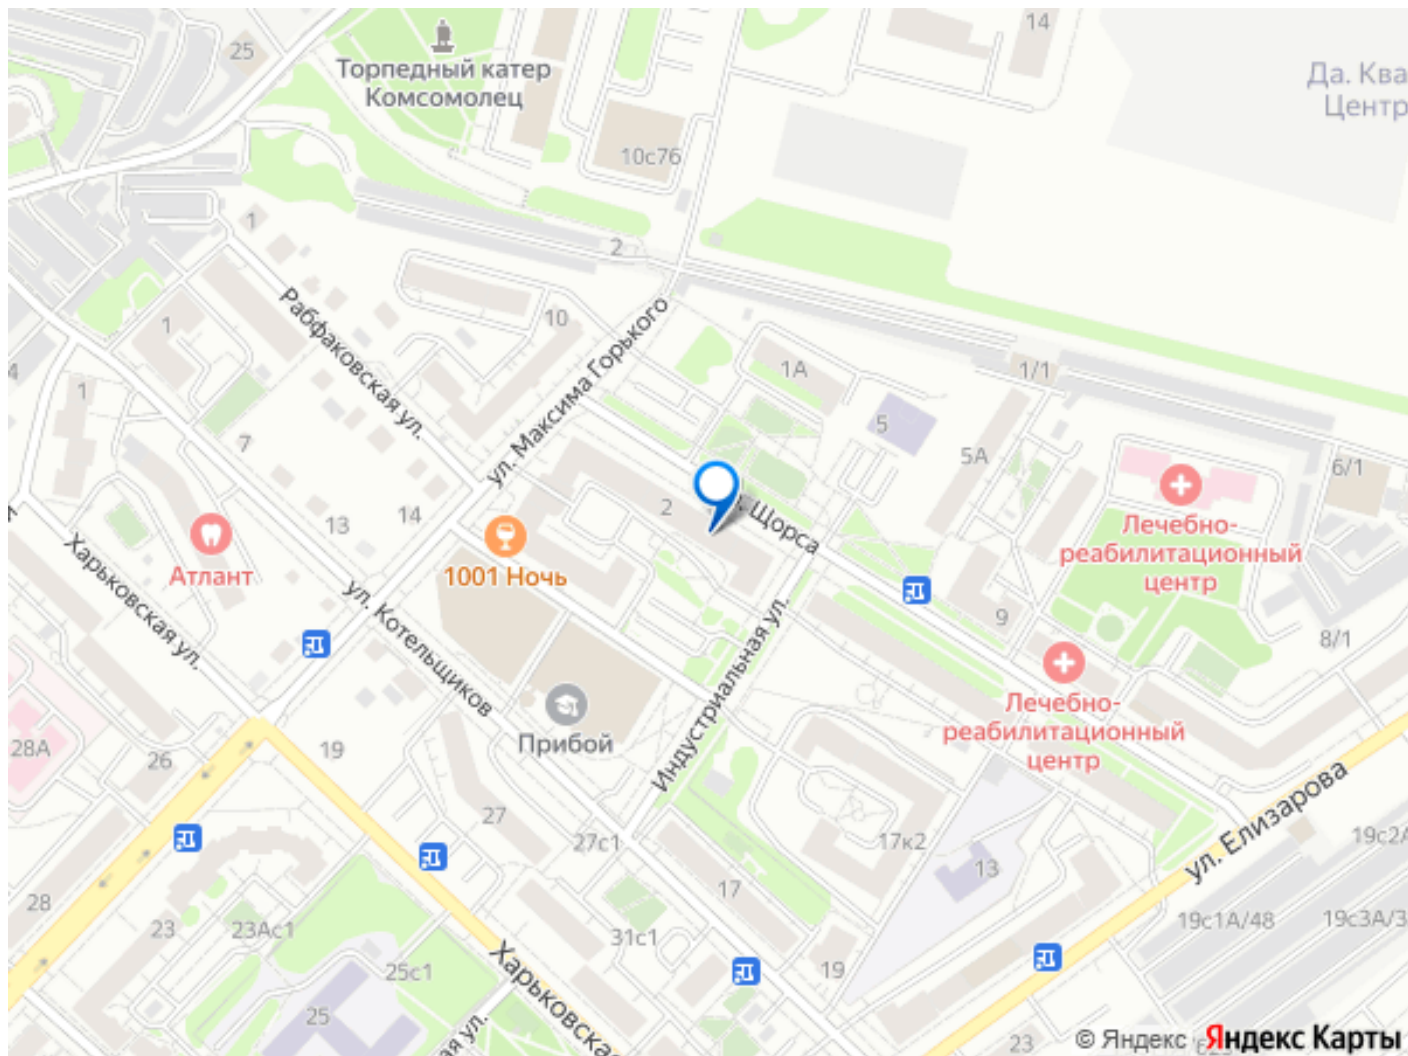 25
Торпедный катер
Комсомолец
14
Да. Ква
Центр
10с76
1
2
Рабфаковская ул.
10
ул. Максима Горького
1
1А
1/1
4
1
5
7
5А
6/1
2
Щорса
14
13
Лечебно-
реабилитационный
центр
Атлант
1001 Ночь
Харьковская ул.
ул. Котельщиков
Индустриальная ул.
9
8/1
Лечебно-
реабилитационный
центр
Прибой
28А
26
19
27
27с1
17к2
ул. Елизарова
19с2А
13
17
28
23
23Ас1
31с1
19с1А/48
19с3А/3
25с1
19
Харьковская
25
ая ул.
23
© Яндекс Яндекс Карты